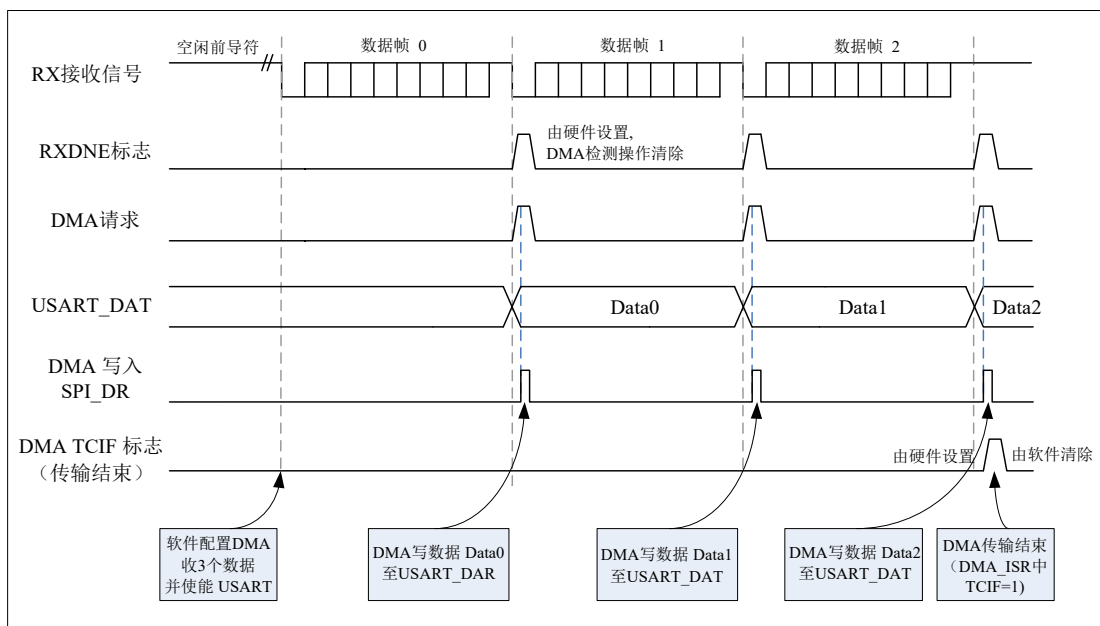 空闲前导符
数据帧 0
数据帧 1
数据帧 2
RX接收信号
RXDNE标志
由硬件设置,
DMA检测操作清除
DMA请求
USART_DAT
Data0
Data1
Data2
DMA 写入
SPI_DR
DMA TCIF 标志
（传输结束）
由硬件设置
由软件清除
软件配置DMA
收3个数据
并使能 USART
DMA写数据 Data0
至USART_DAR
DMA写数据 Data1
至USART_DAT
DMA写数据 Data2
至USART_DAT
DMA传输结束
（DMA_ISR中
TCIF=1)